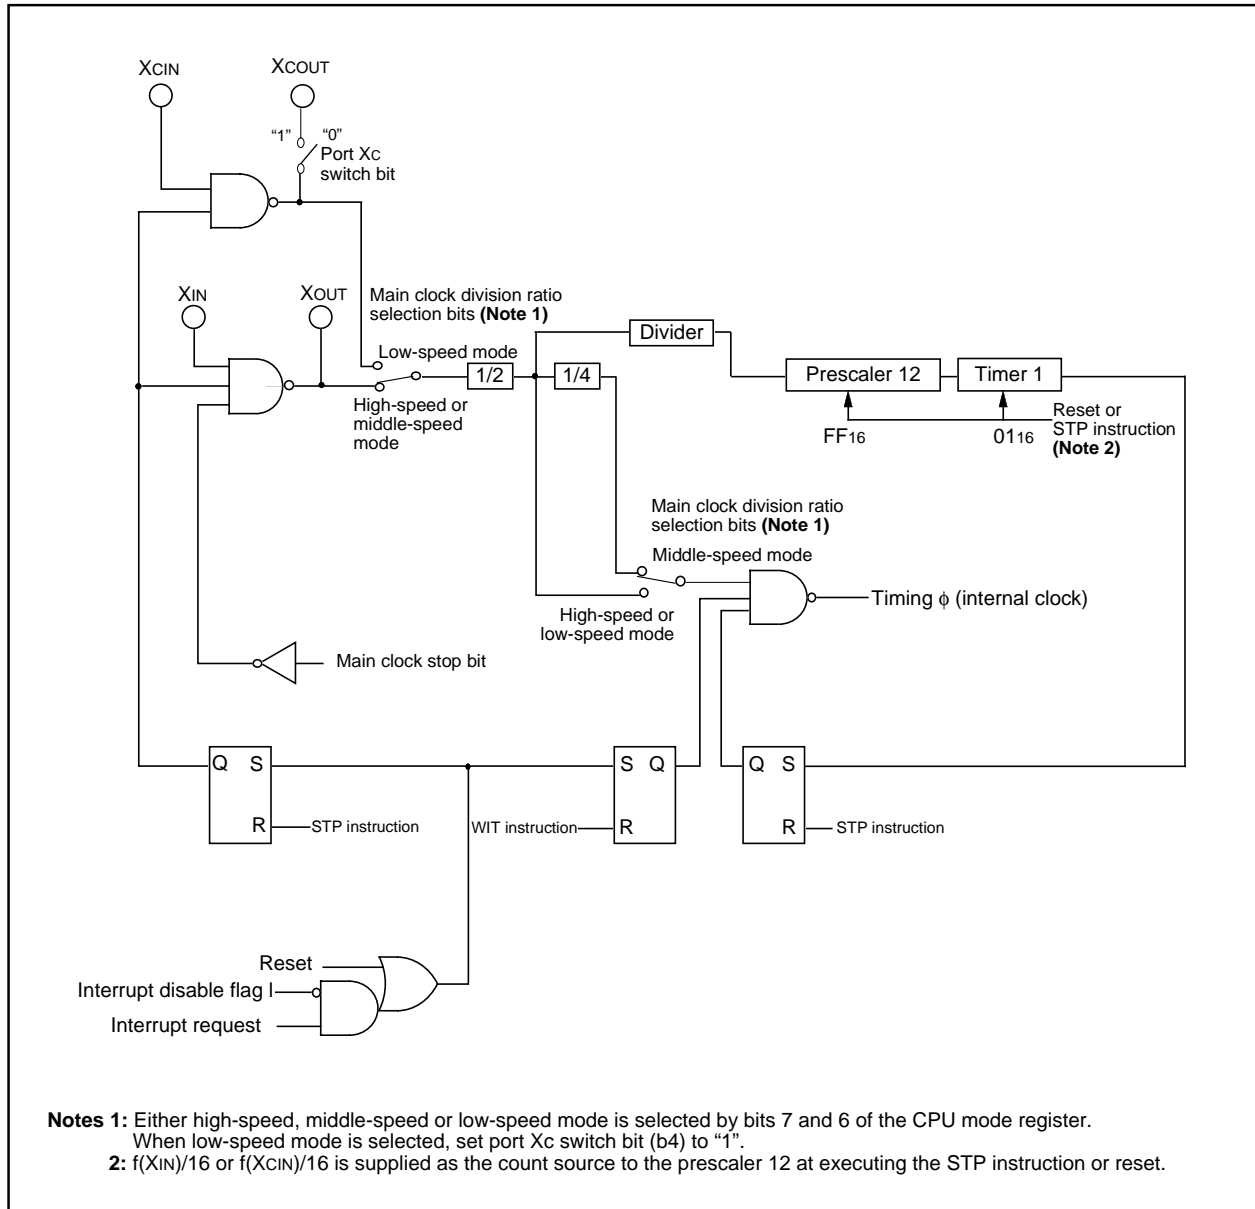 XCIN
XCOUT
“1” “0”
Port XC
switch bit
XIN
XOUT
Main clock division ratio
selection bits (Note 1)
Low-speed mode
1/2
1/4
High-speed or
middle-speed
mode
Divider
Prescaler 12
Timer 1
FF16
0116
Reset or
STP instruction
(Note 2)
Main clock division ratio
selection bits (Note 1)
Middle-speed mode
High-speed or
low-speed mode
Timing ϕ (internal clock)
Main clock stop bit
Q S
R
STP instruction
WIT instruction
S Q
R
Q S
R
STP instruction
Reset
Interrupt disable flag I
Interrupt request
Notes 1: Either high-speed, middle-speed or low-speed mode is selected by bits 7 and 6 of the CPU mode register.
When low-speed mode is selected, set port Xc switch bit (b4) to “1”.
2: f(XIN)/16 or f(XCIN)/16 is supplied as the count source to the prescaler 12 at executing the STP instruction or reset.